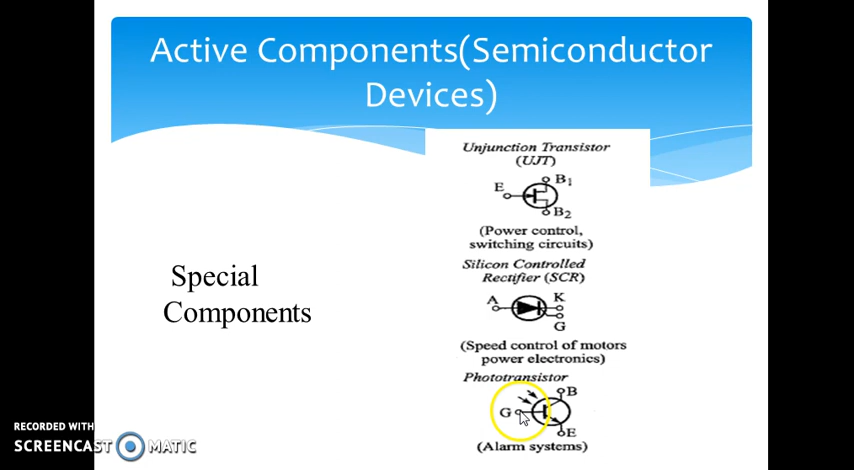 Active Components(Semiconductor
Devices)
Unjunction Transistor
(UJT)
E
B1
B2
(Power control,
switching circuits)
Special
Components
Silicon Controlled
Rectifier (SCR)
A
K
G
(Speed control of motors
power electronics)
Phototransistor
B
G
E
(Alarm systems)
RECORDED WITH
SCREENCAST MATIC